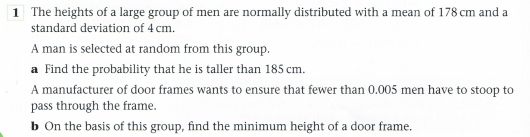 1 The heights of a large group of men are normally distributed with a mean of 178 cm and a
standard deviation of 4 cm.
A man is selected at random from this group.
a Find the probability that he is taller than 185 cm.
A manufacturer of door frames wants to ensure that fewer than 0.005 men have to stoop to
pass through the frame.
b On the basis of this group, find the minimum height of a door frame.